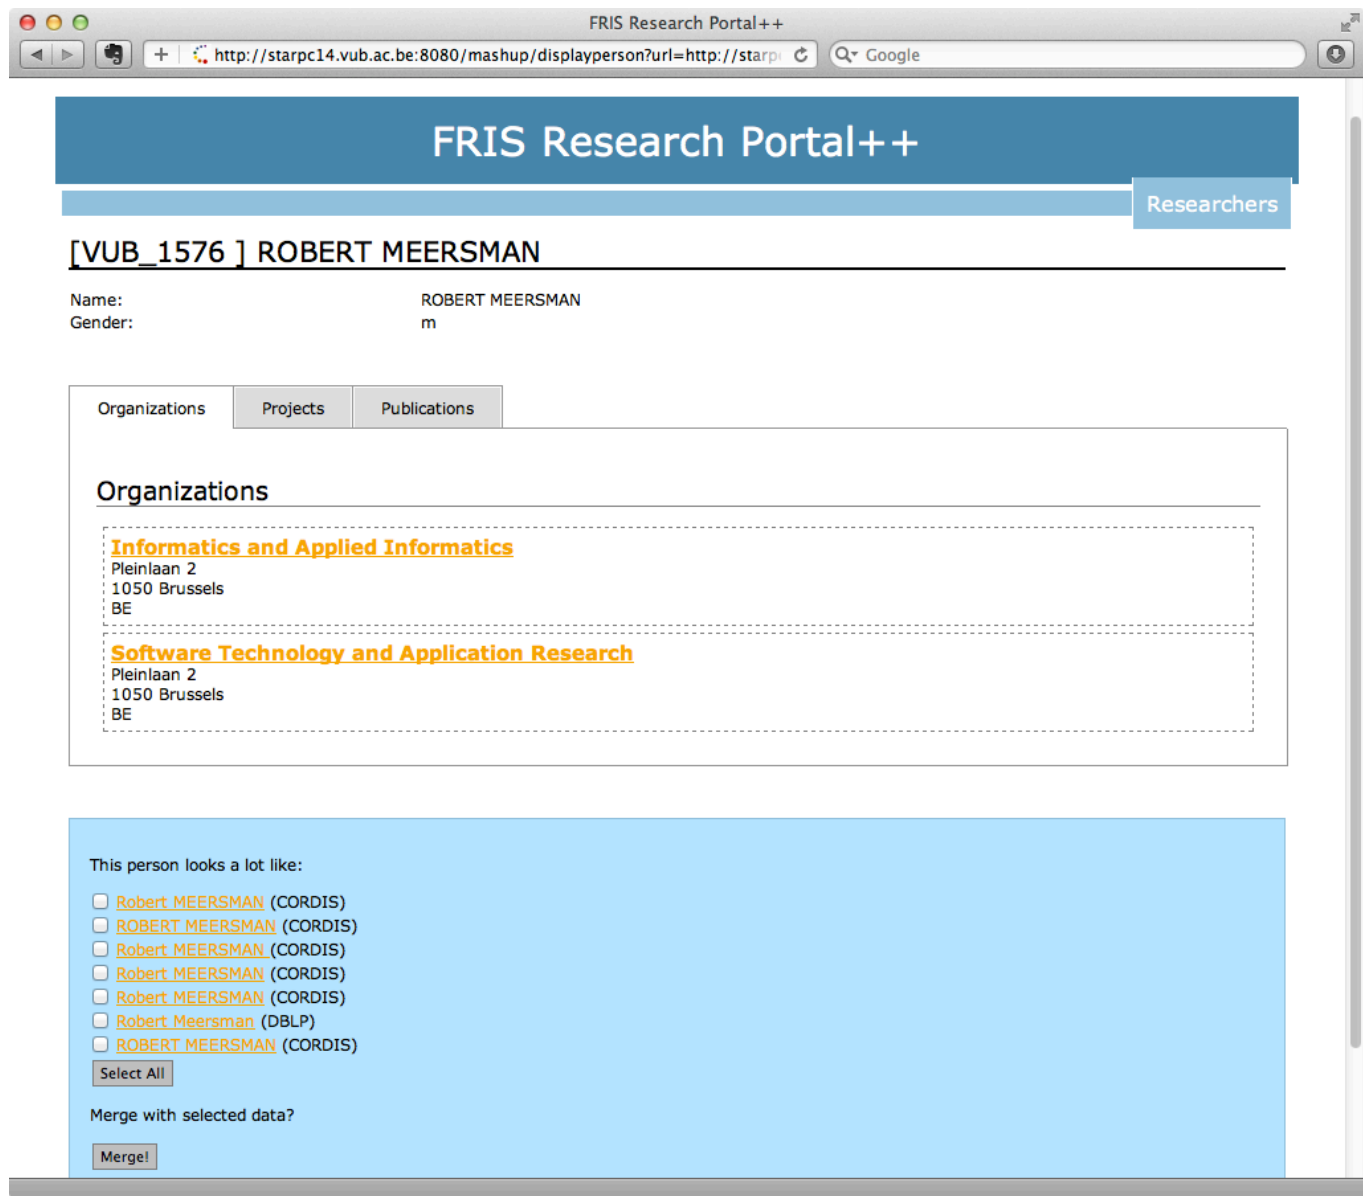 FRIS Research Portal++
http://starpc14.vub.ac.be:8080/mashup/displayperson?url=http://starp
Google
FRIS Research Portal++
Researchers
[VUB_1576 ] ROBERT MEERSMAN
Name: ROBERT MEERSMAN
Gender: m
Organizations Projects Publications
Organizations
Informatics and Applied Informatics
Pleinlaan 2
1050 Brussels
BE
Software Technology and Application Research
Pleinlaan 2
1050 Brussels
BE
This person looks a lot like:
Robert MEERSMAN (CORDIS)
ROBERT MEERSMAN (CORDIS)
Robert MEERSMAN (CORDIS)
Robert MEERSMAN (CORDIS)
Robert MEERSMAN (CORDIS)
Robert Meersman (DBLP)
ROBERT MEERSMAN (CORDIS)
Select All
Merge with selected data?
Merge!